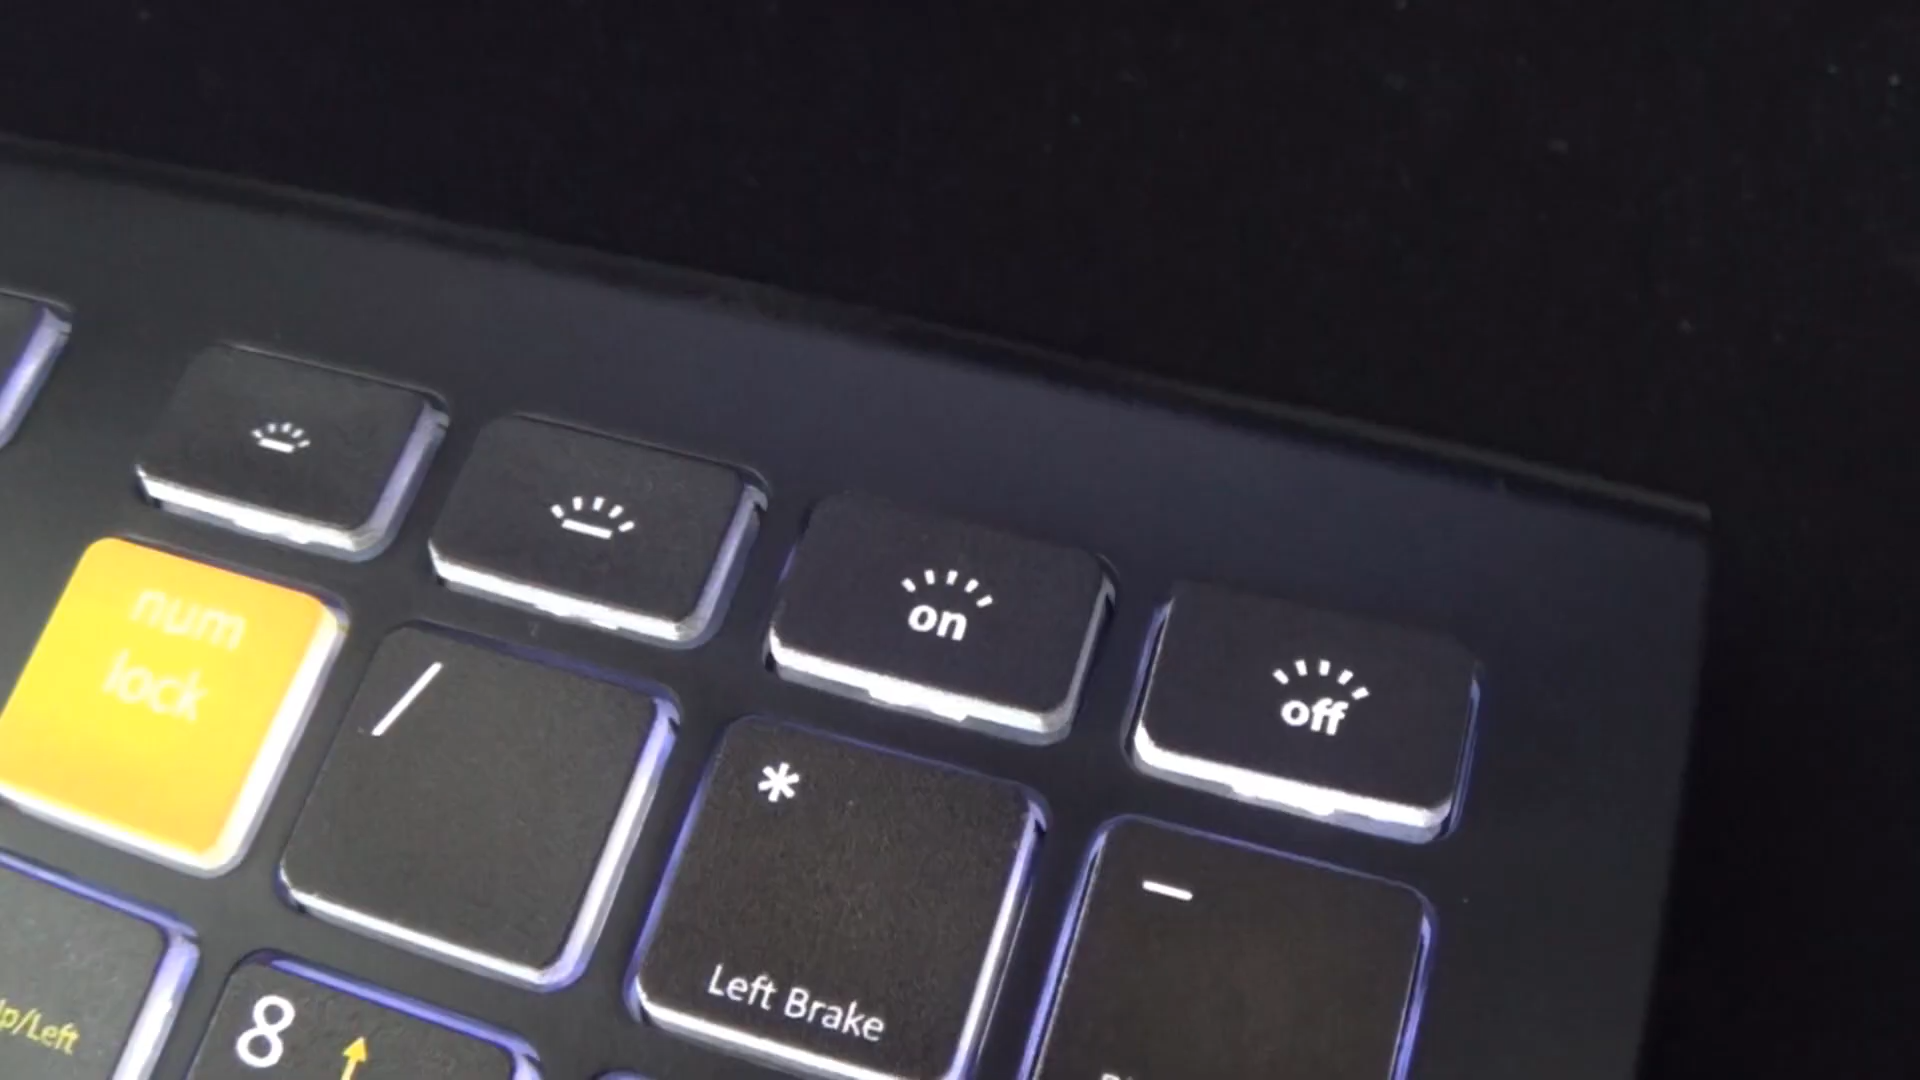 on
off
num
lock
/
*
-
Left Brake
8